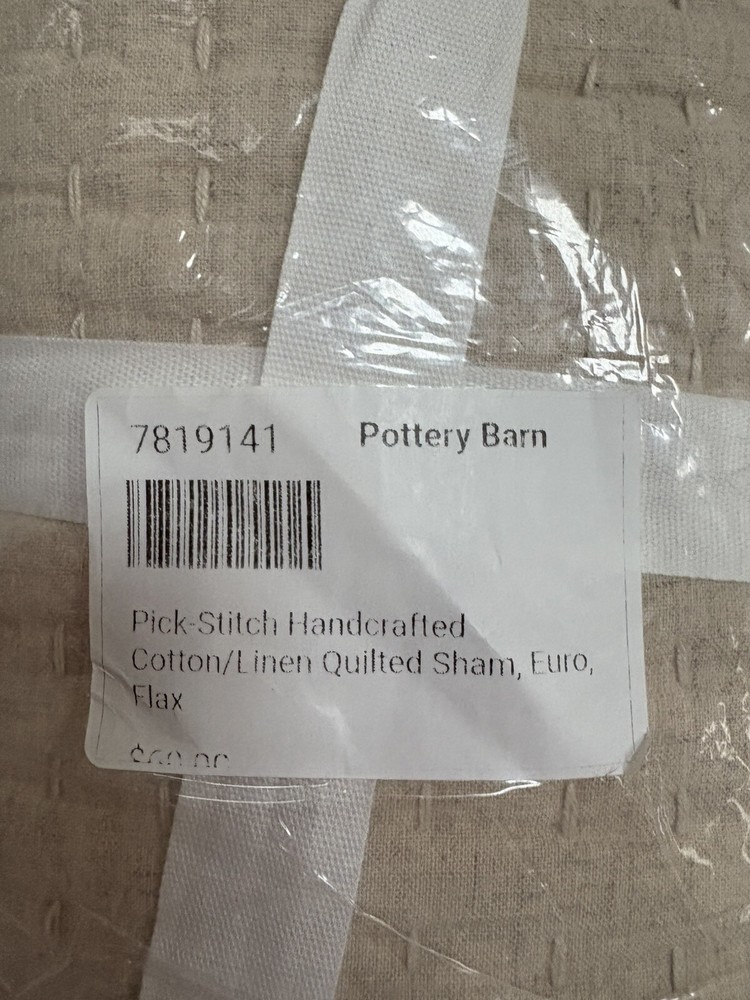 7819141 Pottery Barn
Pick-Stitch Handcrafted
Cotton/Linen Quilted Sham, Euro,
Flax